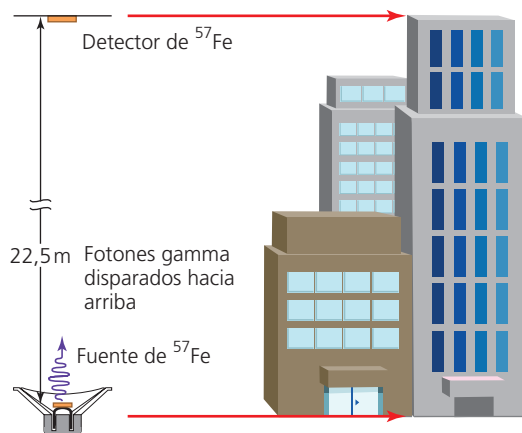 Detector de ⁵⁷Fe
22,5 m
Fotones gamma
disparados hacia
arriba
Fuente de ⁵⁷Fe